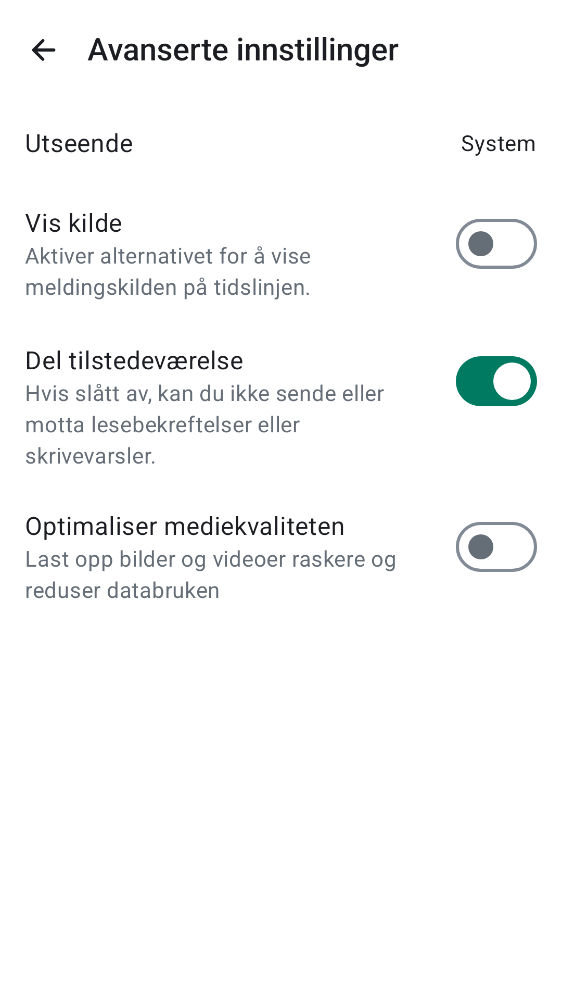 Avanserte innstillinger
Utseende
System
Vis kilde
Aktiver alternativet for å vise
meldingskilden på tidslinjen.
Del tilstedeværelse
Hvis slått av, kan du ikke sende eller
motta lesebekreftelser eller
skrivevarsler.
Optimaliser mediekvaliteten
Last opp bilder og videoer raskere og
reduser databruken